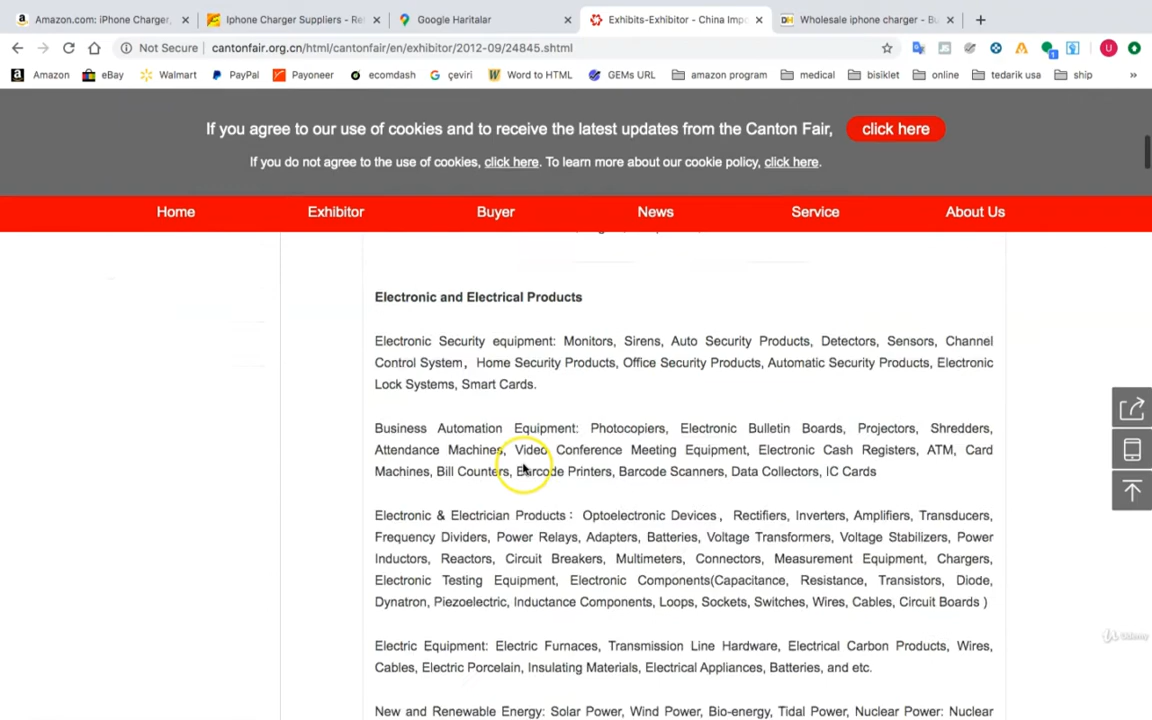 Amazon.com: iPhone Charger,
Iphone Charger Suppliers - Re
Google Haritalar
Exhibits-Exhibitor - China Impo
Wholesale iphone charger - Bu
Not Secure
cantonfair.org.cn/html/cantonfair/en/exhibitor/2012-09/24845.shtml
Amazon
eBay
Walmart
PayPal
Payoneer
ecomdash
çeviri
Word to HTML
GEMs URL
amazon program
medical
bisiklet
online
tedarik usa
ship
If you agree to our use of cookies and to receive the latest updates from the Canton Fair,
click here
If you do not agree to the use of cookies, click here. To learn more about our cookie policy, click here.
Home
Exhibitor
Buyer
News
Service
About Us
Electronic and Electrical Products
Electronic Security equipment: Monitors, Sirens, Auto Security Products, Detectors, Sensors, Channel
Control System, Home Security Products, Office Security Products, Automatic Security Products, Electronic
Lock Systems, Smart Cards.
Business Automation Equipment: Photocopiers, Electronic Bulletin Boards, Projectors, Shredders,
Attendance Machines, Video Conference Meeting Equipment, Electronic Cash Registers, ATM, Card
Machines, Bill Counters, Barcode Printers, Barcode Scanners, Data Collectors, IC Cards
Electronic & Electrician Products: Optoelectronic Devices, Rectifiers, Inverters, Amplifiers, Transducers,
Frequency Dividers, Power Relays, Adapters, Batteries, Voltage Transformers, Voltage Stabilizers, Power
Inductors, Reactors, Circuit Breakers, Multimeters, Connectors, Measurement Equipment, Chargers,
Electronic Testing Equipment, Electronic Components(Capacitance, Resistance, Transistors, Diode,
Dynatron, Piezoelectric, Inductance Components, Loops, Sockets, Switches, Wires, Cables, Circuit Boards )
Electric Equipment: Electric Furnaces, Transmission Line Hardware, Electrical Carbon Products, Wires,
Cables, Electric Porcelain, Insulating Materials, Electrical Appliances, Batteries, and etc.
New and Renewable Energy: Solar Power, Wind Power, Bio-energy, Tidal Power, Nuclear Power: Nuclear
Udemy